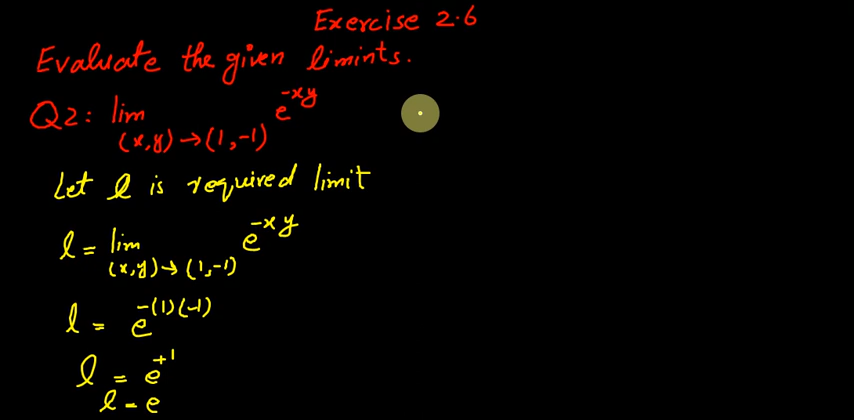 Exercise 2.6
Evaluate the given limints.
Q2: lim (x,y)→(1,-1) e^-xy
Let l is required limit
l = lim (x,y)→(1,-1) e^-xy
l = e^-(1)(-1)
l = e^+1
l = e